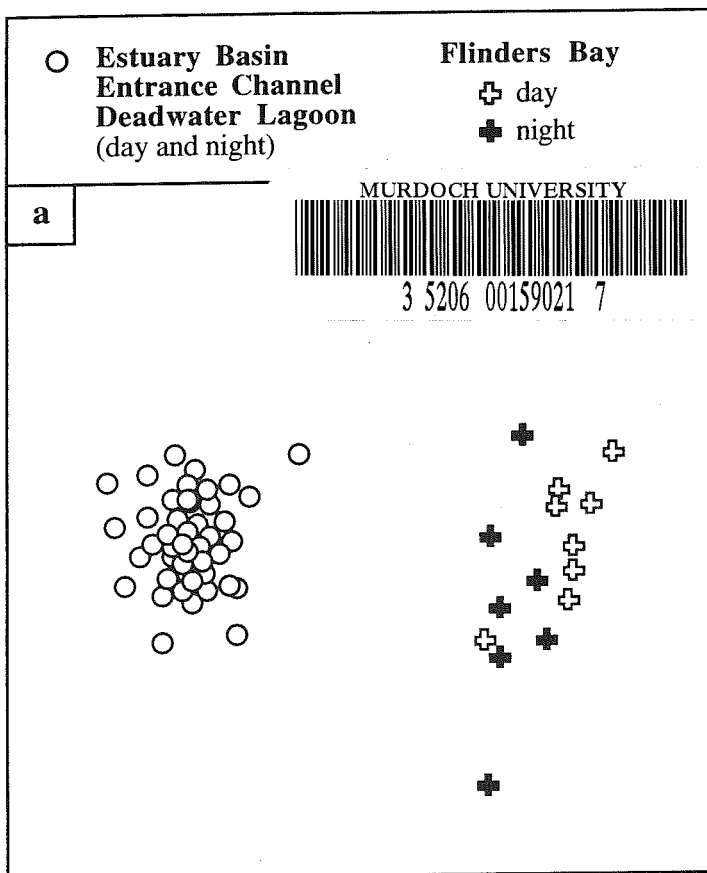 Estuary Basin
Entrance Channel
Deadwater Lagoon
(day and night)
Flinders Bay
day
night
a
MURDOCH UNIVERSITY
3 5206 00159021 7